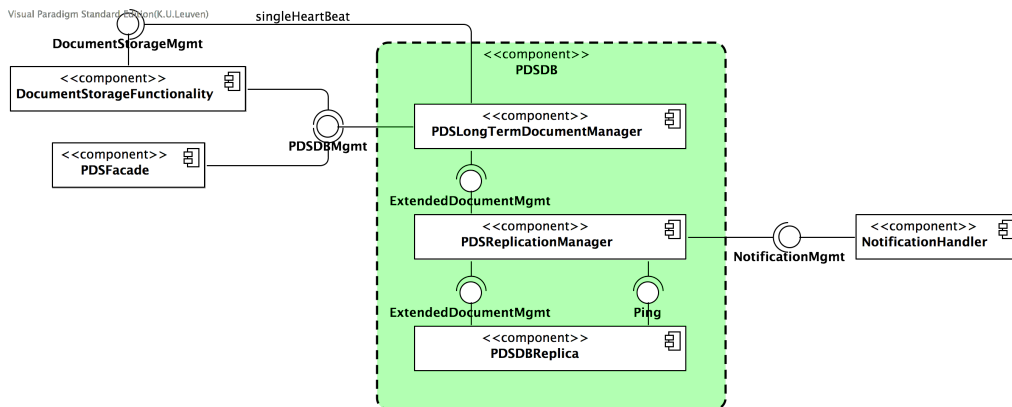 Visual Paradigm Standard Edition(K.U.Leuven)
singleHeartBeat
DocumentStorageMgmt
<<component>>
PDSDB
<<component>>
DocumentStorageFunctionality
<<component>>
PDSLongTermDocumentManager
PDSDBMgmt
<<component>>
PDSFacade
ExtendedDocumentMgmt
<<component>>
PDSReplicationManager
<<component>>
NotificationHandler
NotificationMgmt
ExtendedDocumentMgmt
Ping
<<component>>
PDSDBReplica